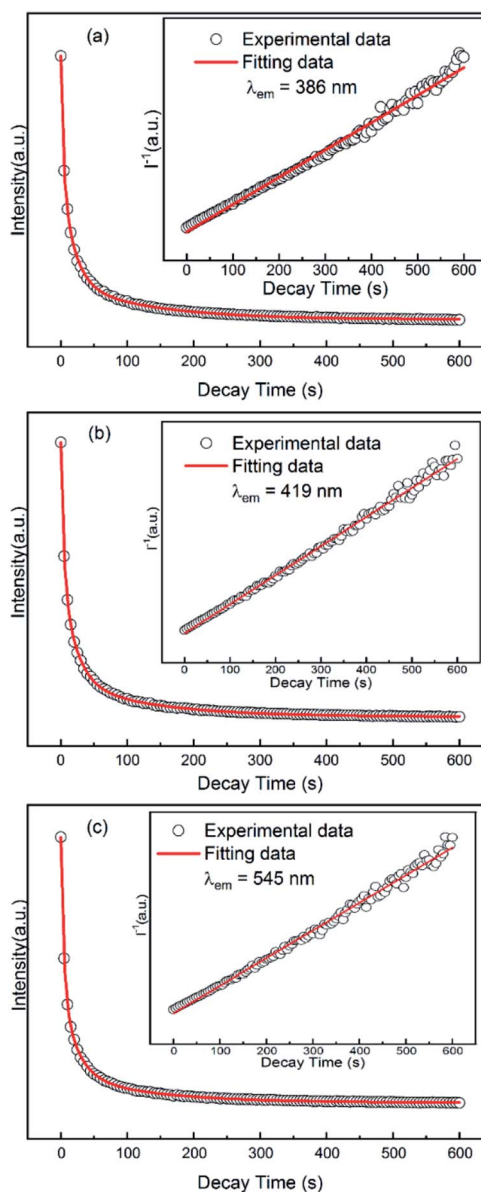 (a)
Experimental data
Fitting data
λem = 386 nm
I⁻¹(a.u.)
0 100 200 300 400 500 600
Decay Time (s)
Intensity(a.u.)
0 100 200 300 400 500 600
Decay Time (s)
(b)
Experimental data
Fitting data
λem = 419 nm
I⁻¹(a.u.)
0 100 200 300 400 500 600
Decay Time (s)
Intensity(a.u.)
0 100 200 300 400 500 600
Decay Time (s)
(c)
Experimental data
Fitting data
λem = 545 nm
I⁻¹(a.u.)
0 100 200 300 400 500 600
Decay Time (s)
Intensity(a.u.)
0 100 200 300 400 500 600
Decay Time (s)